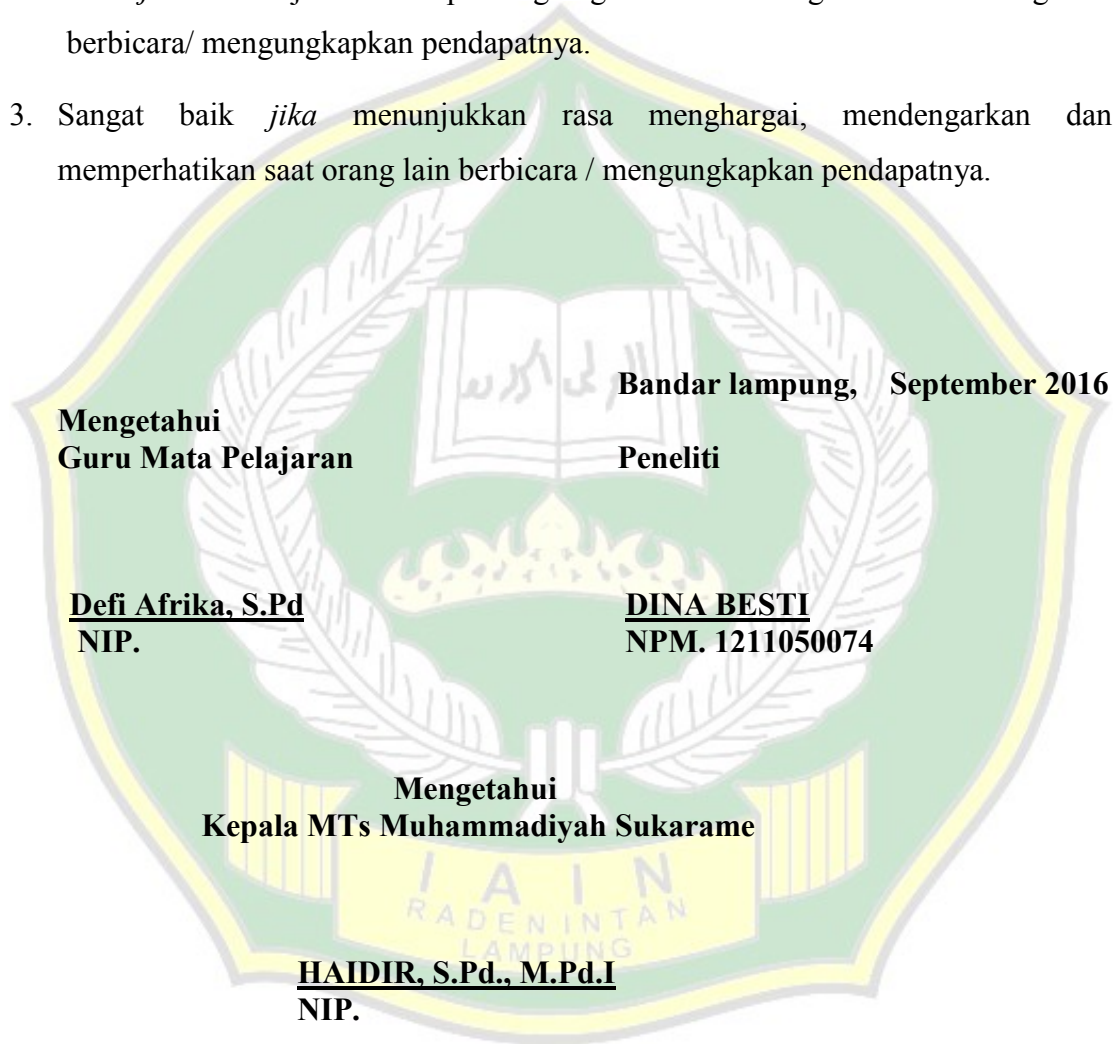 berbicara/ mengungkapkan pendapatnya.
3. Sangat baik jika menunjukkan rasa menghargai, mendengarkan dan
memperhatikan saat orang lain berbicara / mengungkapkan pendapatnya.
Bandar lampung, September 2016
Mengetahui
Guru Mata Pelajaran Peneliti
Defi Afrika, S.Pd DINA BESTI
NIP. NPM. 1211050074
Mengetahui
Kepala MTs Muhammadiyah Sukarame
IAIN
RADEN INTAN
LAMPUNG
HAIDIR, S.Pd., M.Pd.I
NIP.